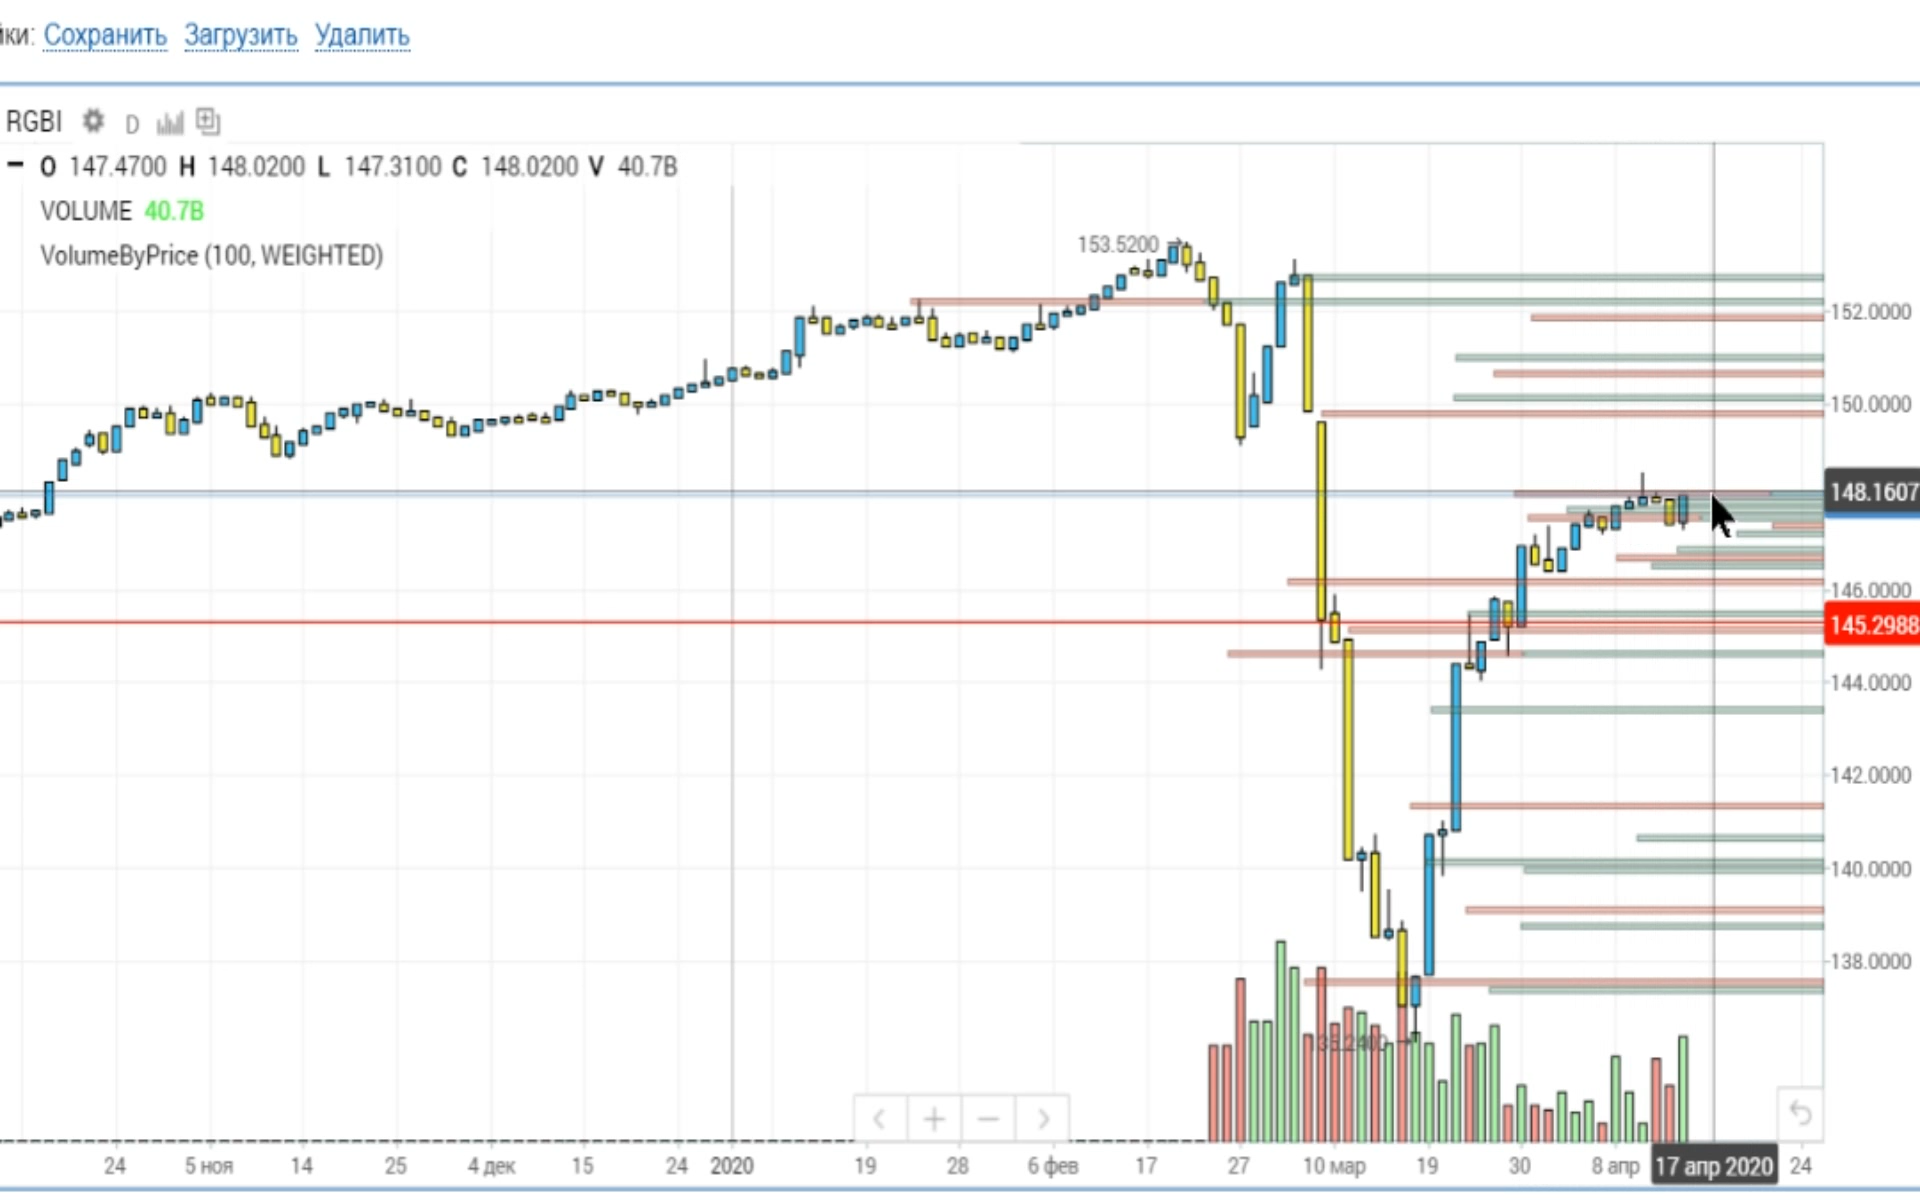 йки: Сохранить Загрузить Удалить
RGBI D
O 147.4700 H 148.0200 L 147.3100 C 148.0200 V 40.7B
VOLUME 40.7B
VolumeByPrice (100, WEIGHTED)
153.5200
152.0000
150.0000
148.1607
146.0000
145.2988
144.0000
142.0000
140.0000
138.0000
24 5 ноя 14 25 4 дек 15 24 2020 19 28 6 фев 17 27 10 мар 19 30 8 апр 17 апр 2020 24